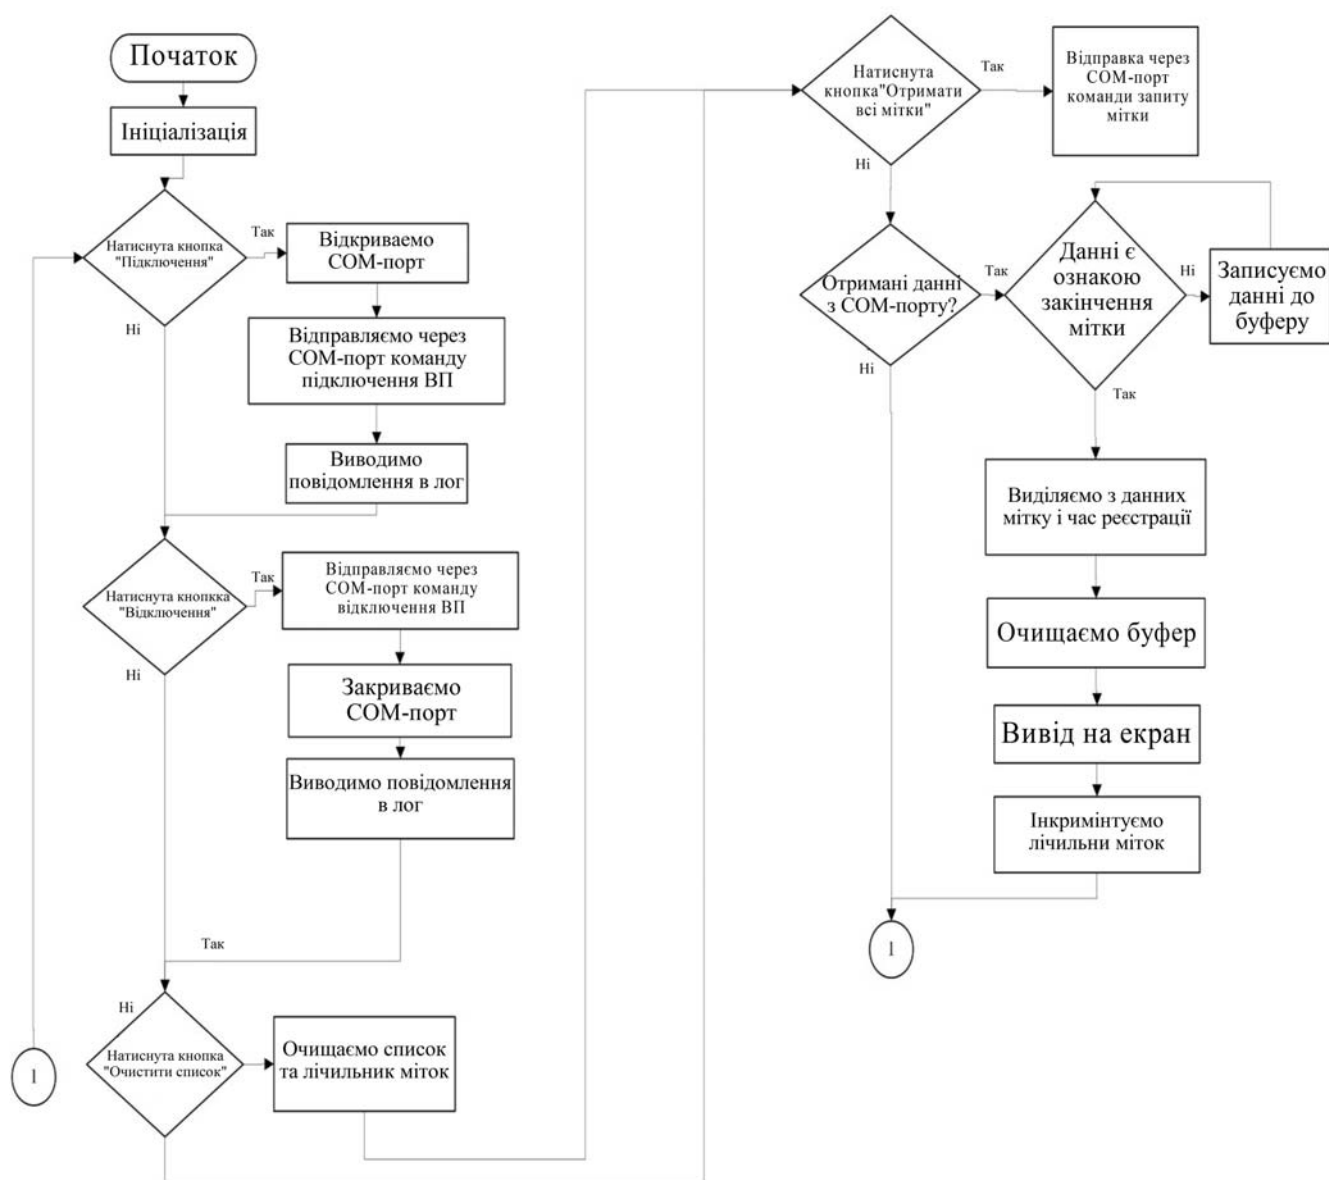 Початок
Ініціалізація
Натиснута кнопка
"Підключення"
Так
Відкриваемо
COM-порт
Ні
Відправляємо через
COM-порт команду
підключення ВП
Виводимо
повідомлення в лог
Натиснута кнопкка
"Відключення"
Так
Відправляємо через
COM-порт команду
відключення ВП
Ні
Закриваємо
COM-порт
Виводимо повідомлення
в лог
Так
Ні
Натиснута кнопка
"Очистити список"
Очищаємо список
та лічильник міток
1
Натиснута
кнопка"Отримати
всі мітки"
Так
Відправка через
COM-порт
команди запиту
мітки
Ні
Отримані данні
з COM-порту?
Так
Данні є
ознакою
закінчення
мітки
Ні
Записуємо
данні до
буферу
Ні
Так
Виділяємо з данних
мітку і час реєстрації
Очищаємо буфер
Вивід на екран
Інкримінтуємо
лічильни міток
1